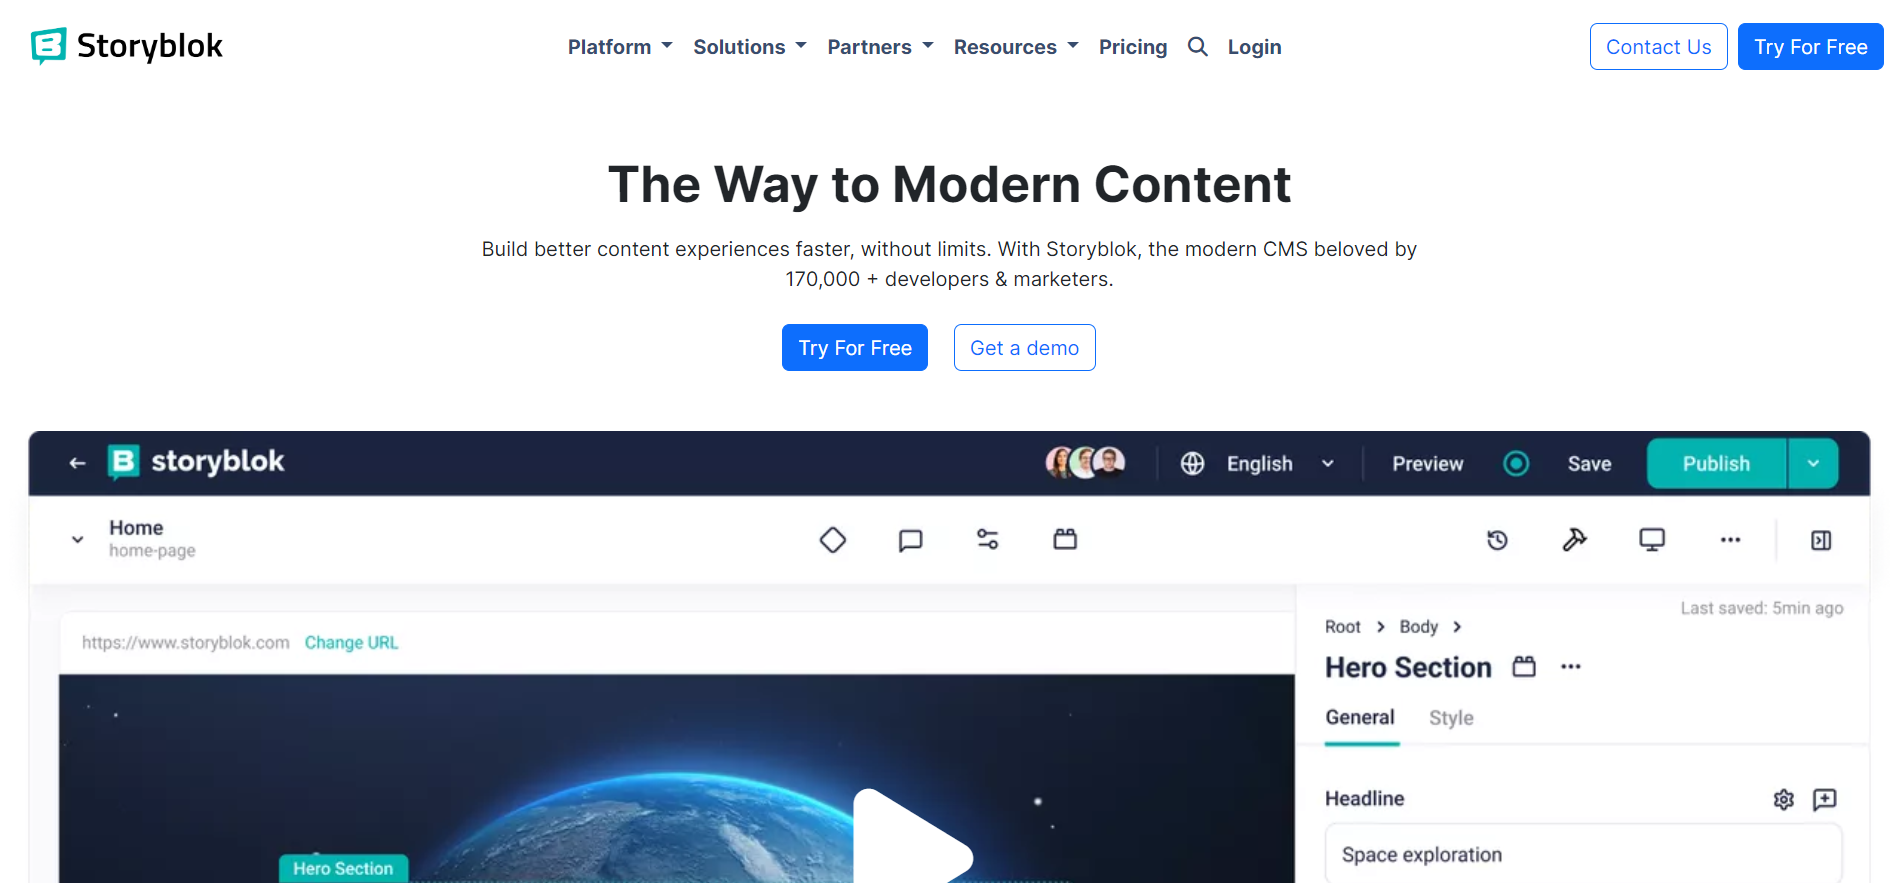 Storyblok
Platform Solutions Partners Resources Pricing Login
Contact Us Try For Free
The Way to Modern Content
Build better content experiences faster, without limits. With Storyblok, the modern CMS beloved by
170,000 + developers & marketers.
Try For Free Get a demo
storyblok
English Preview Save Publish
Home
home-page
Last saved: 5min ago
https://www.storyblok.com Change URL
Root Body
Hero Section
General Style
Headline
Space exploration
Hero Section